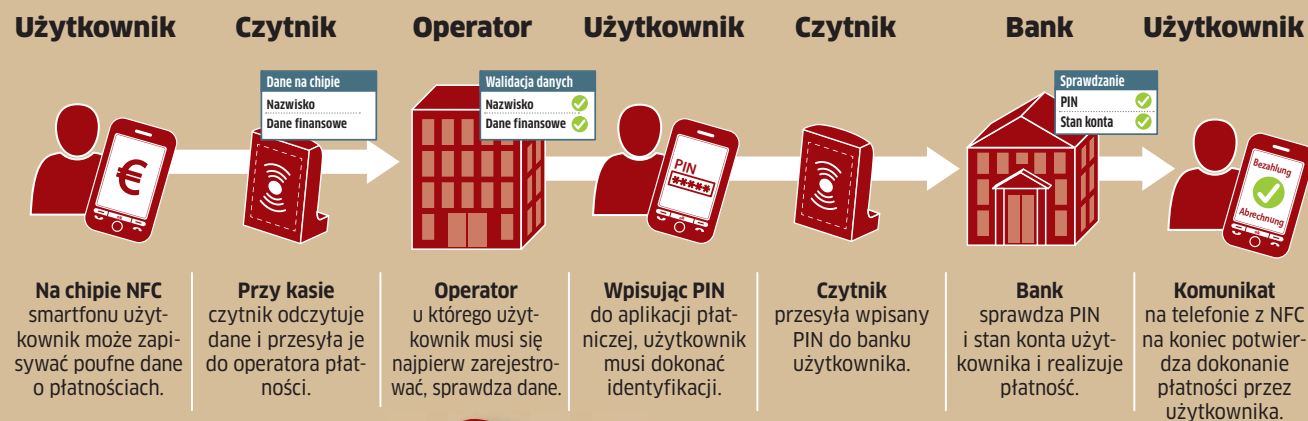 Użytkownik
Czytnik
Operator
Użytkownik
Czytnik
Bank
Użytkownik
€
Dane na chipie
Nazwisko
Dane finansowe
Walidacja danych
Nazwisko
Dane finansowe
PIN
*****
Sprawdzanie
PIN
Stan konta
Bezahlung
Abrechnung
Na chipie NFC
smartfonu użyt-
kownik może zapi-
sywać poufne dane
o płatnościach.
Przy kasie
czytnik odczytuje
dane i przesyła je
do operatora płat-
ności.
Operator
u którego użyt-
kownik musi się
najpierw zarejestro-
wać, sprawdza dane.
Wpisując PIN
do aplikacji płat-
niczej, użytkownik
musi dokonać
identyfikacji.
Czytnik
przesyła wpisany
PIN do banku
użytkownika.
Bank
sprawdza PIN
i stan konta użyt-
kownika i realizuje
płatność.
Komunikat
na telefonie z NFC
na koniec potwier-
dza dokonanie
płatności przez
użytkownika.